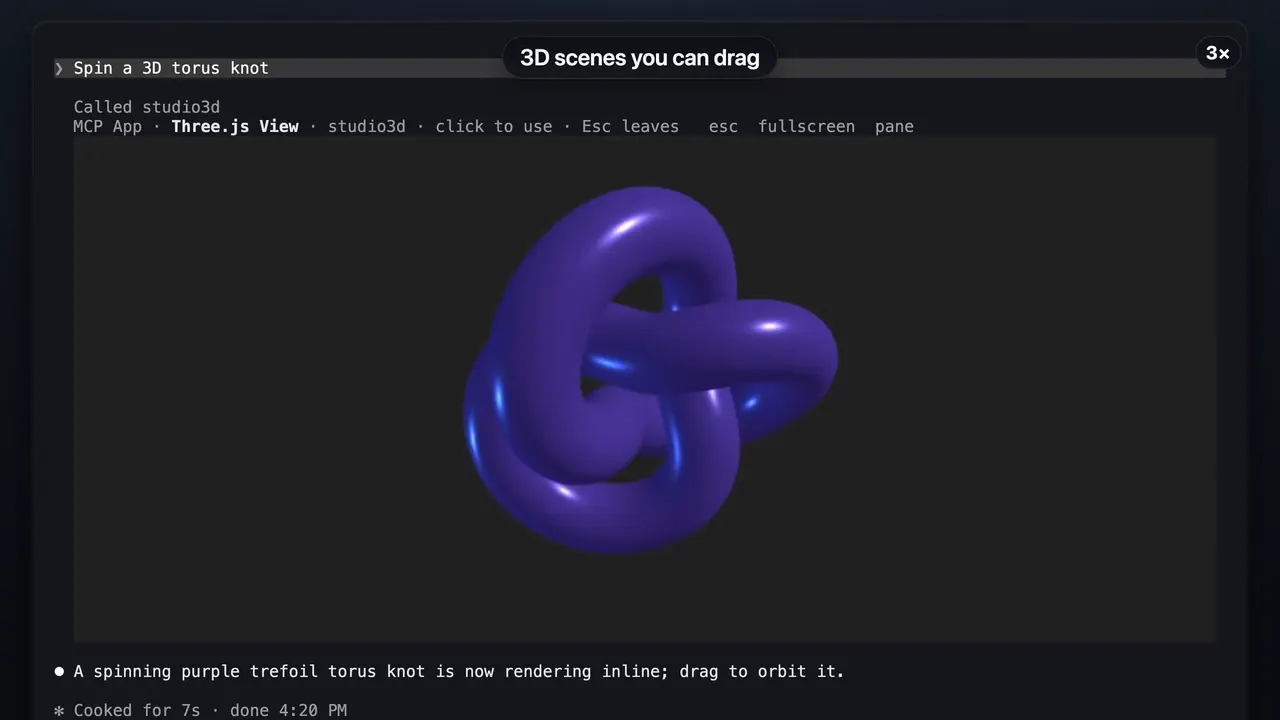 3D scenes you can drag
3×
❯ Spin a 3D torus knot
Called studio3d
MCP App · Three.js View · studio3d · click to use · Esc leaves esc fullscreen pane
● A spinning purple trefoil torus knot is now rendering inline; drag to orbit it.
✻ Cooked for 7s · done 4:20 PM